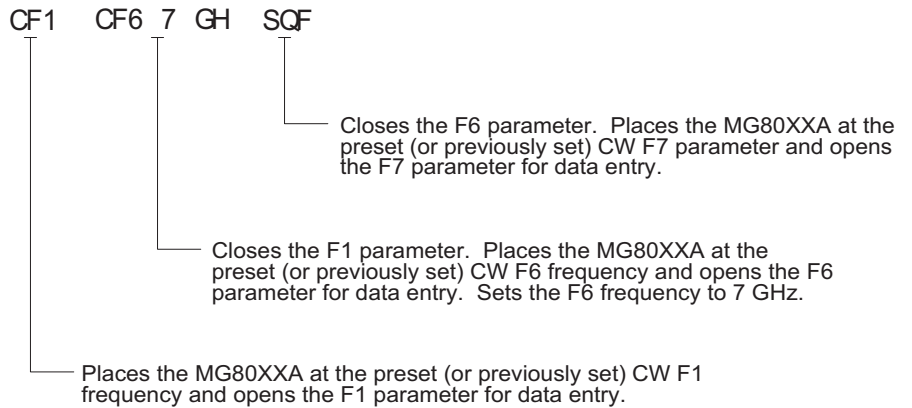 CF1 CF6 7 GH SQF
Closes the F6 parameter. Places the MG80XXA at the
preset (or previously set) CW F7 parameter and opens
the F7 parameter for data entry.
Closes the F1 parameter. Places the MG80XXA at the
preset (or previously set) CW F6 frequency and opens the F6
parameter for data entry. Sets the F6 frequency to 7 GHz.
Places the MG80XXA at the preset (or previously set) CW F1
frequency and opens the F1 parameter for data entry.